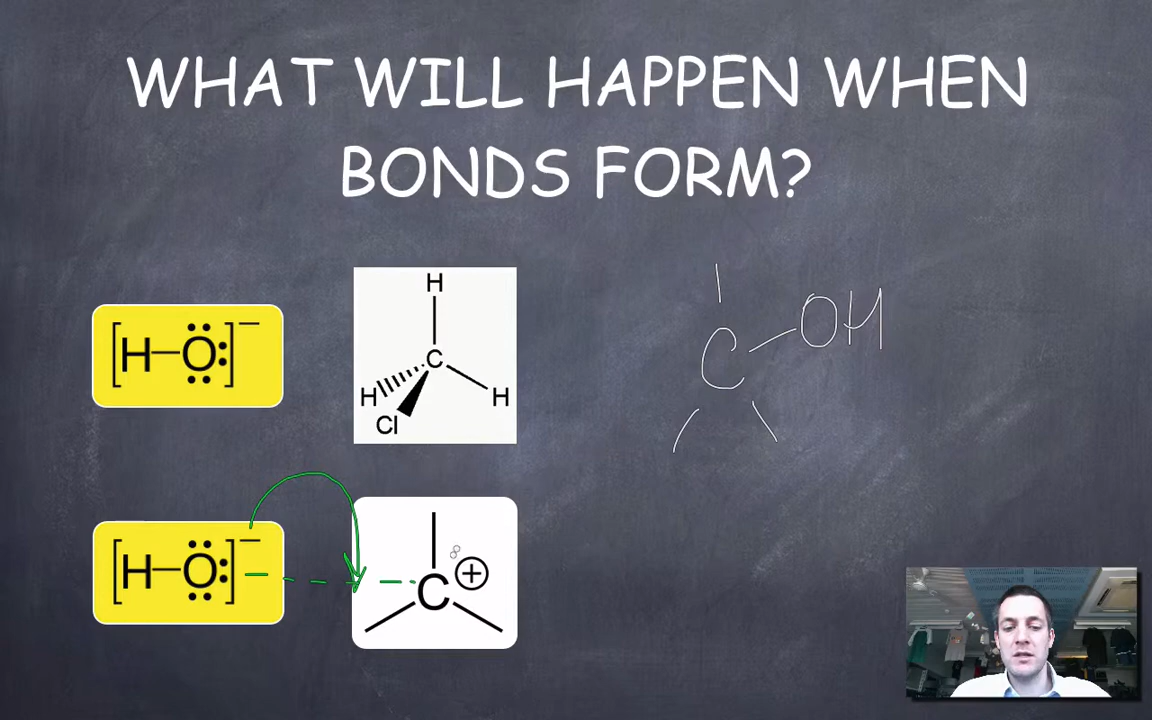 WHAT WILL HAPPEN WHEN
BONDS FORM?
[H—Ö:]⁻
H
C
H
H
Cl
C—OH
[H—Ö:]⁻
C⊕